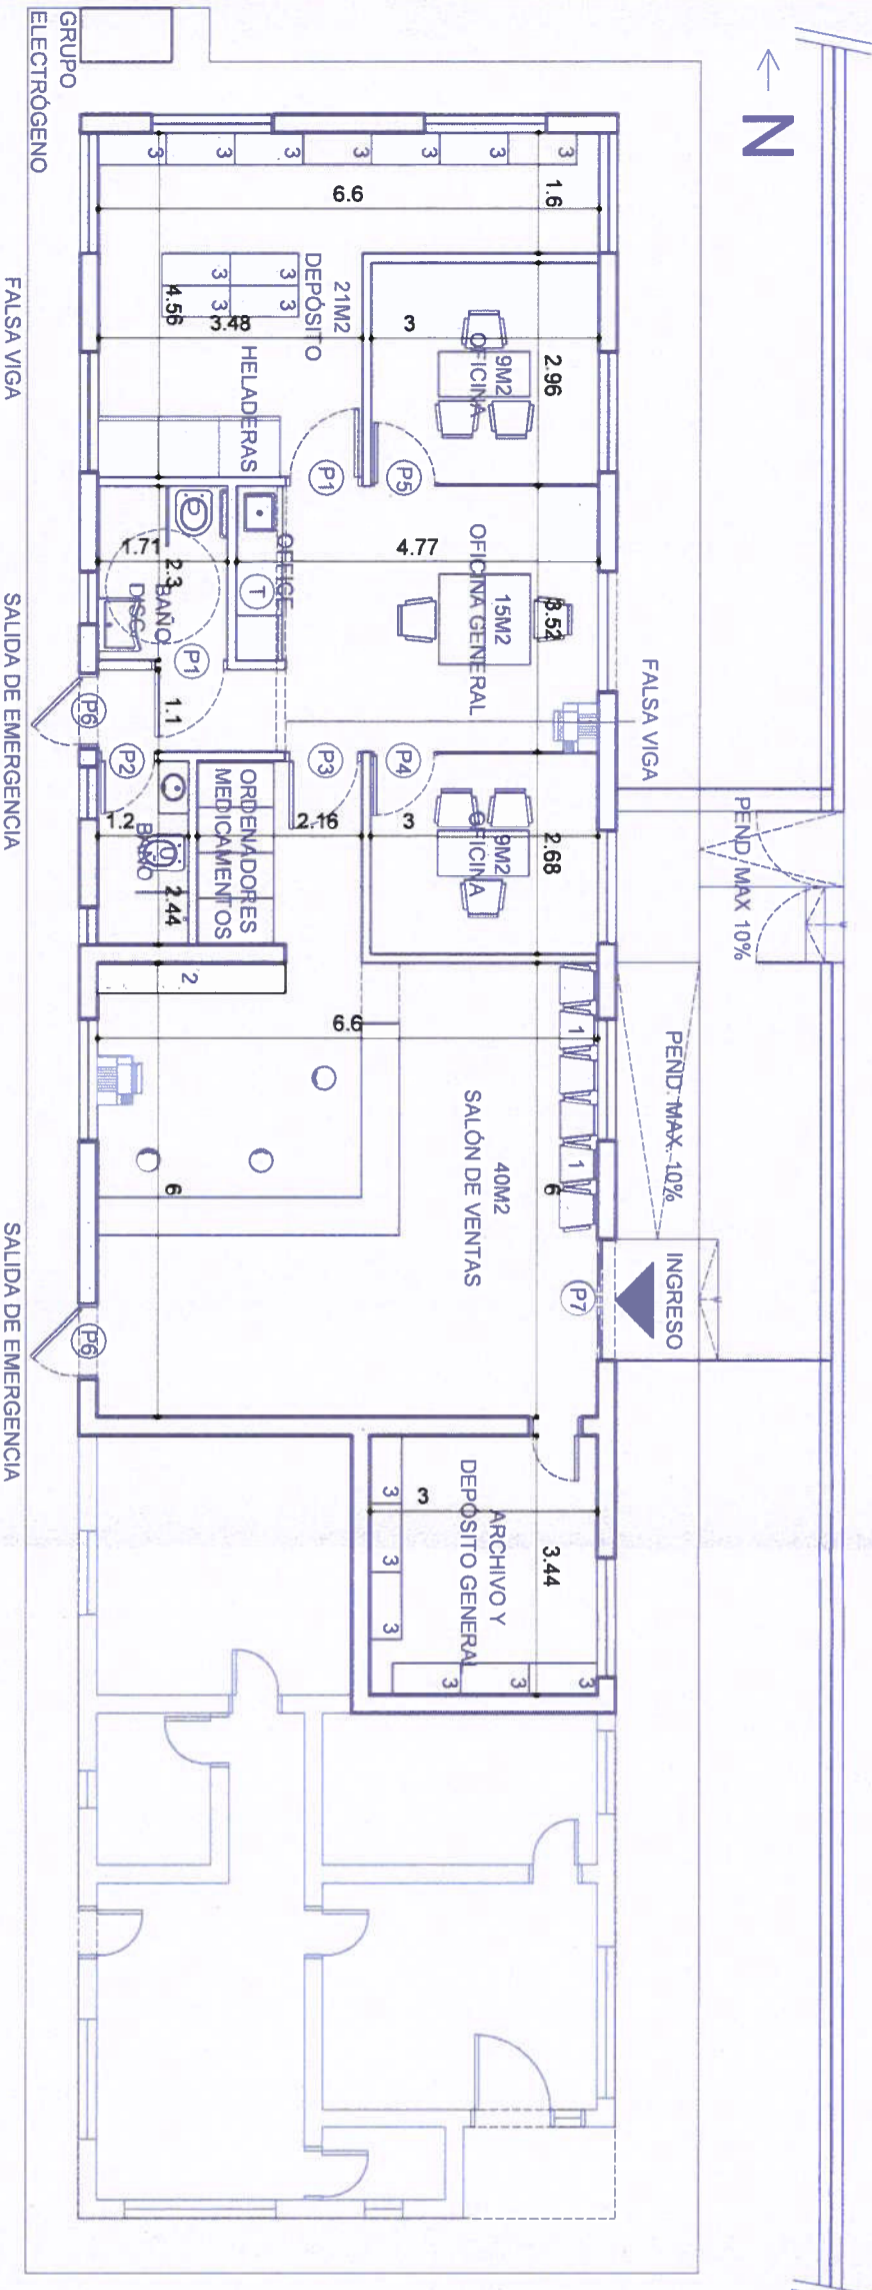 N
PEND. MAX 10%
PEND. MAX. 10%
INGRESO
FALSA VIGA
GRUPO
ELECTRÓGENO
3
3
3
3
3
3
3
6.6
1.6
DEPÓSITO
21M2
3
3
3
3
4.56
3.48
HELADERAS
3
9M2
OFICINA
2.96
P1
P5
OFFICE
T
4.77
OFICINA GENERAL
15M2
3.52
1.71
2.3
BAÑO
DISC.
P1
1.1
P6
P2
P3
P4
1.2
BAÑO
2.44
ORDENADORES
MEDICAMENTOS
2.16
3
9M2
OFICINA
2.68
2
6.6
6
SALÓN DE VENTAS
40M2
6
1
1
P7
P6
ARCHIVO Y
DEPOSITO GENERAL
3
3.44
3
3
3
3
3
3
FALSA VIGA
SALIDA DE EMERGENCIA
SALIDA DE EMERGENCIA